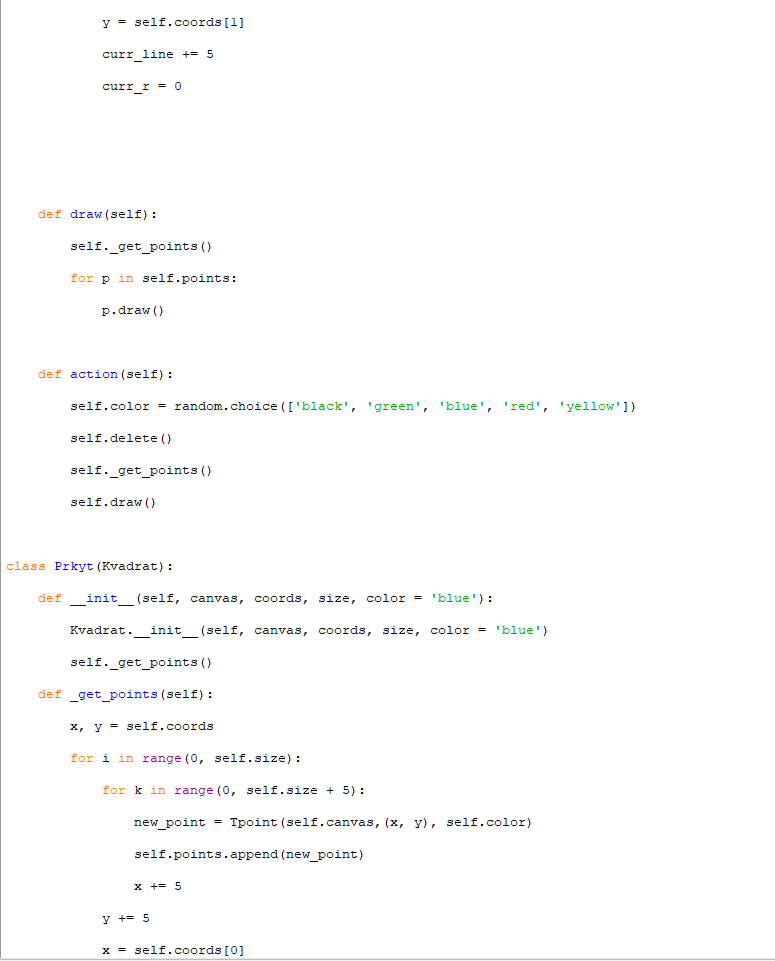 y = self.coords[1]
curr_line += 5
curr_r = 0
def draw(self):
self._get_points()
for p in self.points:
p.draw()
def action(self):
self.color = random.choice(['black', 'green', 'blue', 'red', 'yellow'])
self.delete()
self._get_points()
self.draw()
class Prkyt(Kvadrat):
def __init__(self, canvas, coords, size, color = 'blue'):
Kvadrat.__init__(self, canvas, coords, size, color = 'blue')
self._get_points()
def _get_points(self):
x, y = self.coords
for i in range(0, self.size):
for k in range(0, self.size + 5):
new_point = Tpoint(self.canvas,(x, y), self.color)
self.points.append(new_point)
x += 5
y += 5
x = self.coords[0]